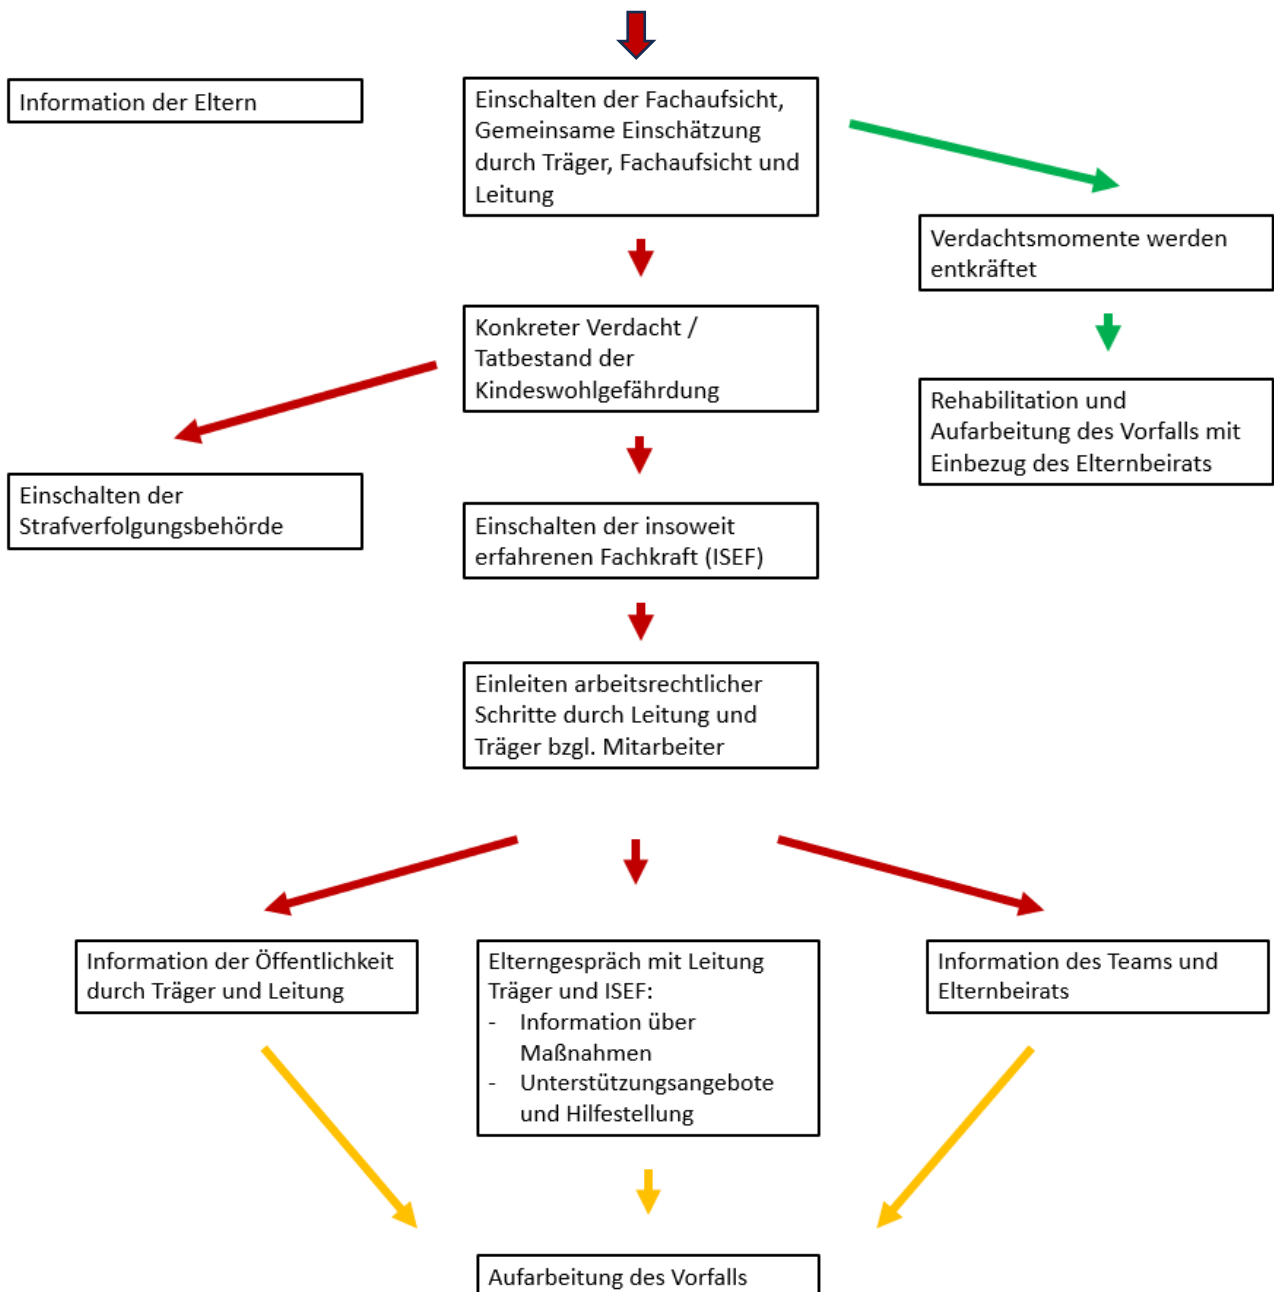 Information der Eltern
Einschalten der Fachaufsicht,
Gemeinsame Einschätzung
durch Träger, Fachaufsicht und
Leitung
Verdachtsmomente werden
entkräftet
Konkreter Verdacht /
Tatbestand der
Kindeswohlgefährdung
Rehabilitation und
Aufarbeitung des Vorfalls mit
Einbezug des Elternbeirats
Einschalten der
Strafverfolgungsbehörde
Einschalten der insoweit
erfahrenen Fachkraft (ISEF)
Einleiten arbeitsrechtlicher
Schritte durch Leitung und
Träger bzgl. Mitarbeiter
Information der Öffentlichkeit
durch Träger und Leitung
Elterngespräch mit Leitung
Träger und ISEF:
- Information über
Maßnahmen
- Unterstützungsangebote
und Hilfestellung
Information des Teams und
Elternbeirats
Aufarbeitung des Vorfalls